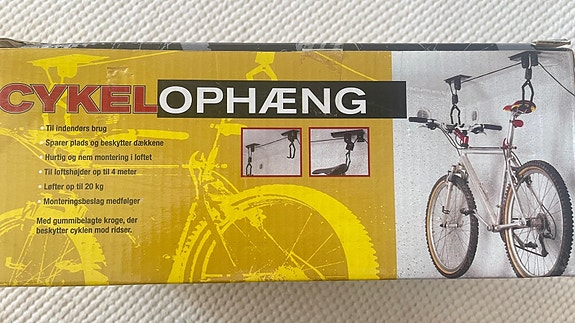 CYKELOPHÆNG
• Til indendørs brug
• Sparer plads og beskytter dækkene
• Hurtig og nem montering i loftet
• Til loftshøjder op til 4 meter
• Løfter op til 20 kg
• Monteringsbeslag medfølger
Med gummibelagte kroge, der
beskytter cyklen mod ridser.